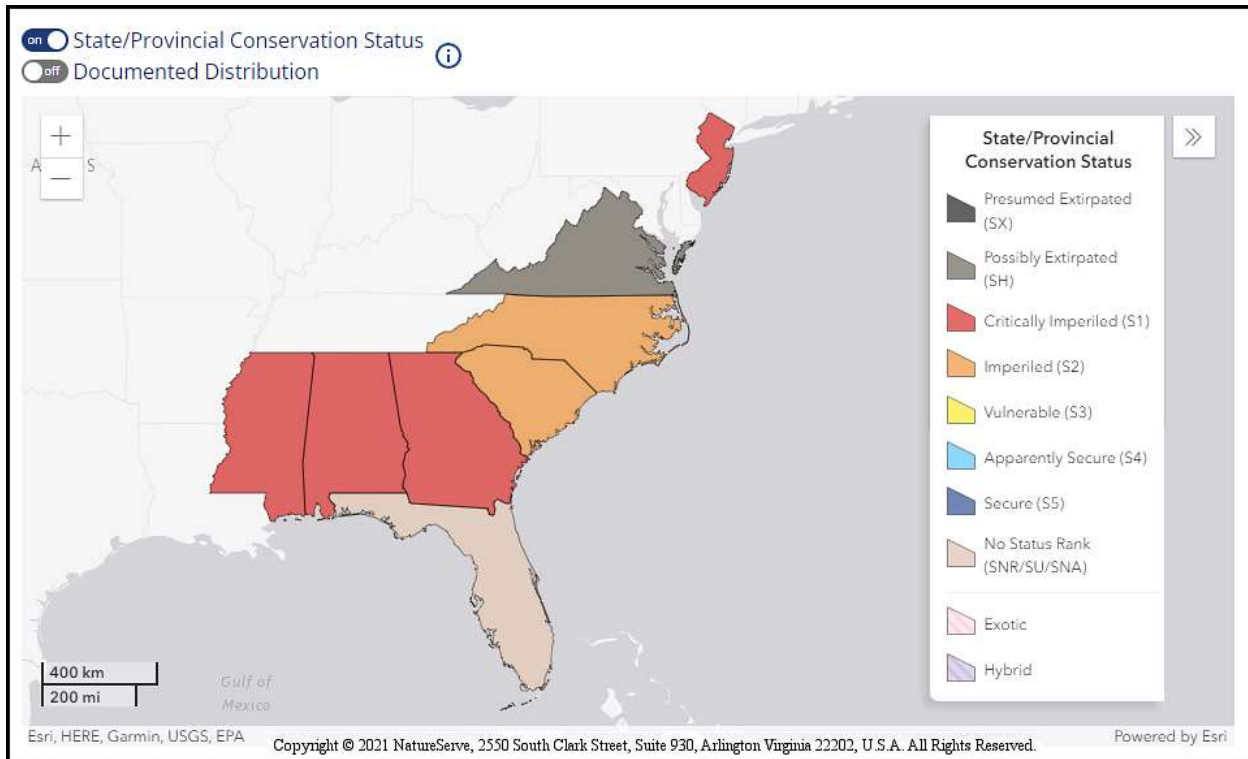 on State/Provincial Conservation Status
off Documented Distribution
+
A S
−
State/Provincial
Conservation Status
Presumed Extirpated
(SX)
Possibly Extirpated
(SH)
Critically Imperiled (S1)
Imperiled (S2)
Vulnerable (S3)
Apparently Secure (S4)
Secure (S5)
No Status Rank
(SNR/SU/SNA)
Exotic
Hybrid
400 km
200 mi
Gulf of
Mexico
Esri, HERE, Garmin, USGS, EPA
Copyright © 2021 NatureServe, 2550 South Clark Street, Suite 930, Arlington Virginia 22202, U.S.A. All Rights Reserved.
Powered by Esri